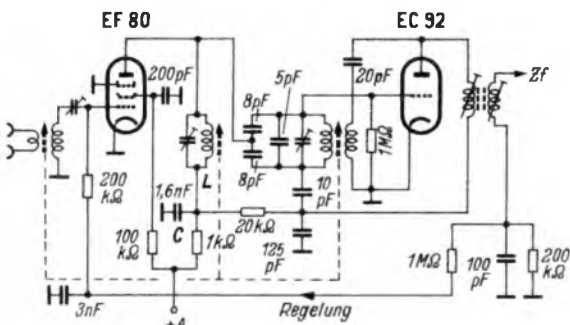 EF 80
EC 92
200pF
8pF
5pF
20pF
Zf
8pF
1MΩ
L
200 kΩ
1,6nF
C
20kΩ
10 pF
125 pF
100 kΩ
1kΩ
1MΩ
100 pF
200 kΩ
3nF
Regelung
+A